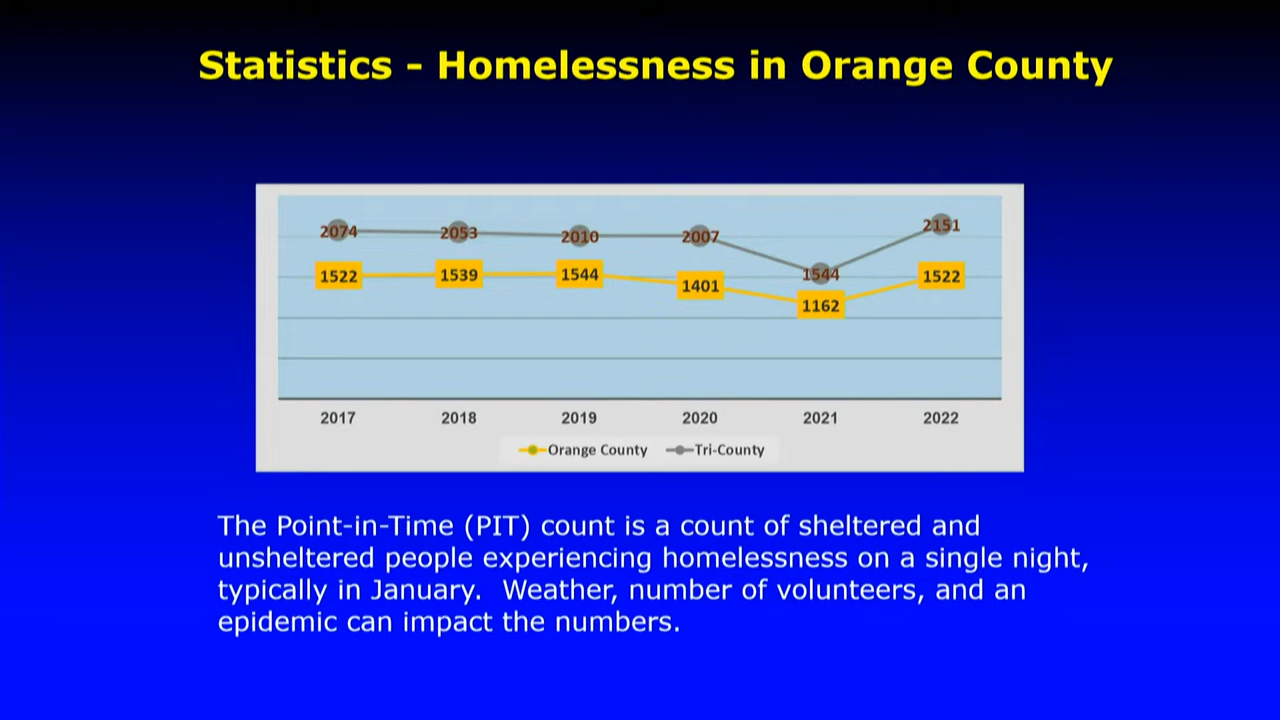 Statistics - Homelessness in Orange County
2074 2053 2010 2007 1544 2151
1522 1539 1544 1401 1162 1522
2017 2018 2019 2020 2021 2022
Orange County Tri-County
The Point-in-Time (PIT) count is a count of sheltered and
unsheltered people experiencing homelessness on a single night,
typically in January.  Weather, number of volunteers, and an
epidemic can impact the numbers.